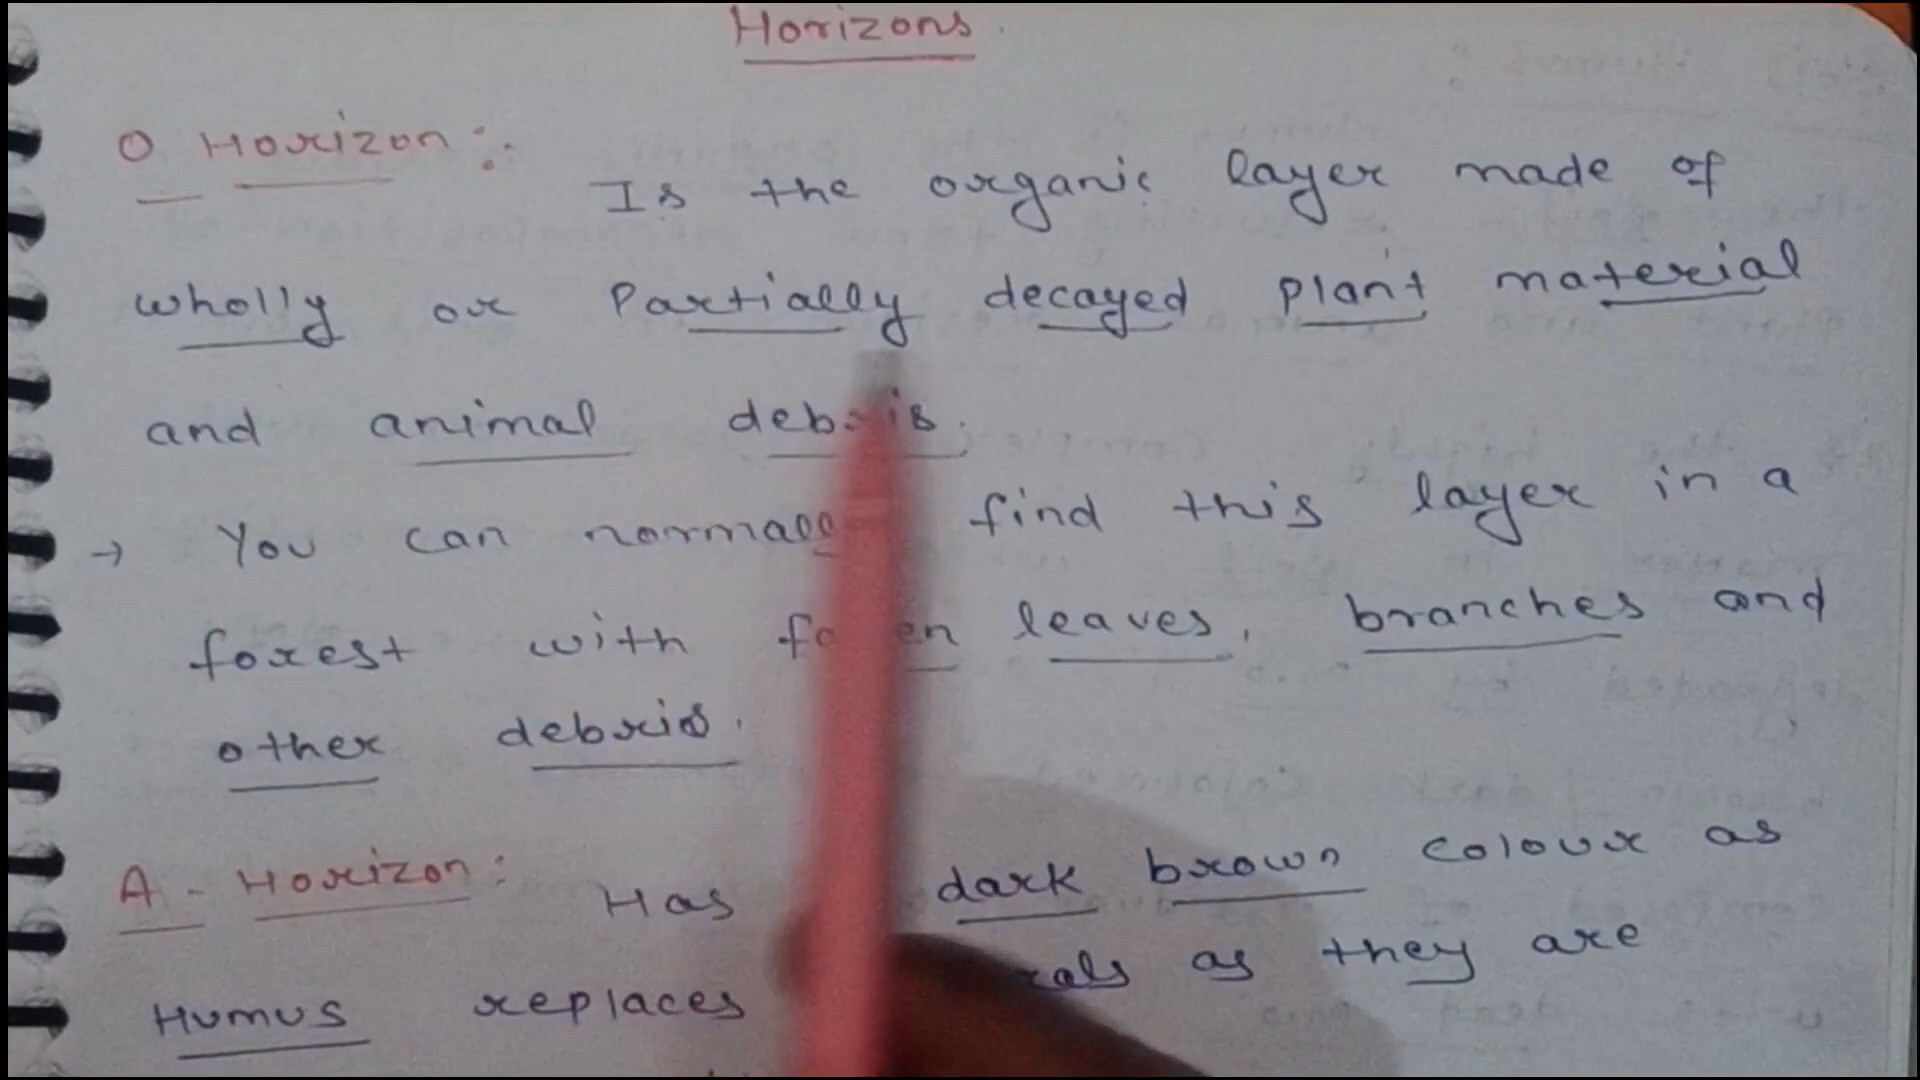 Horizons.
O Horizon :-
Is the organic layer made of
wholly or Partially decayed plant material
and animal debris.
→ You can normally find this layer in a
forest with leaves, branches and
other debris.
A - Horizon : Has dark brown colour as
Humus replaces as they are